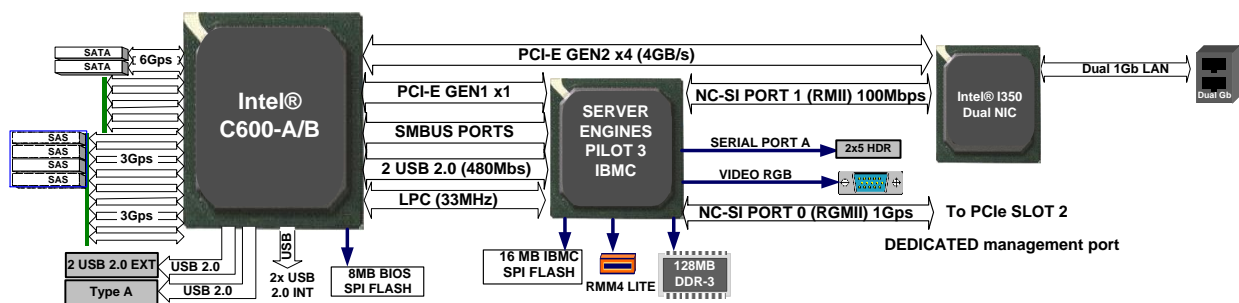 SATA
SATA
6Gps
SAS
SAS
SAS
SAS
3Gps
3Gps
Intel®
C600-A/B
PCI-E GEN2 x4 (4GB/s)
PCI-E GEN1 x1
SMBUS PORTS
2 USB 2.0 (480Mbs)
LPC (33MHz)
SERVER
ENGINES
PILOT 3
IBMC
NC-SI PORT 1 (RMII) 100Mbps
Intel® I350
Dual NIC
Dual 1Gb LAN
Dual Gb
SERIAL PORT A
2x5 HDR
VIDEO RGB
NC-SI PORT 0 (RGMII) 1Gps
To PCIe SLOT 2
DEDICATED management port
2 USB 2.0 EXT
USB 2.0
Type A
USB 2.0
USB
2x USB
2.0 INT
8MB BIOS
SPI FLASH
16 MB IBMC
SPI FLASH
RMM4 LITE
128MB
DDR-3